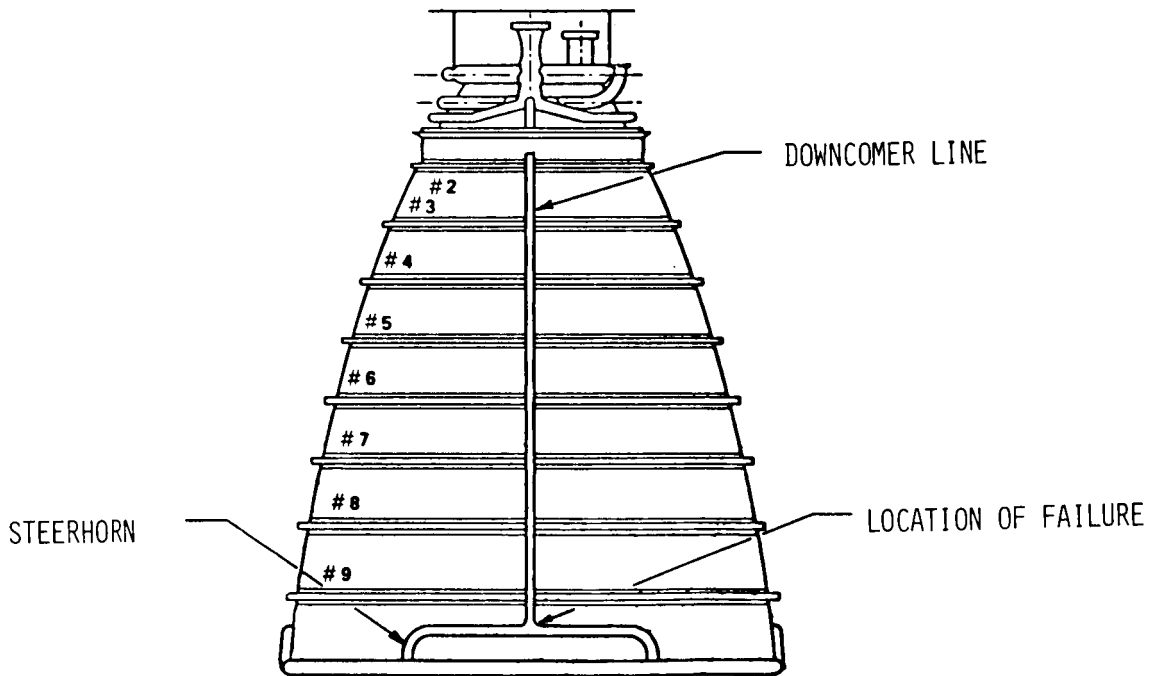 DOWNCOMER LINE
#2
#3
#4
#5
#6
#7
#8
STEERHORN
LOCATION OF FAILURE
#9